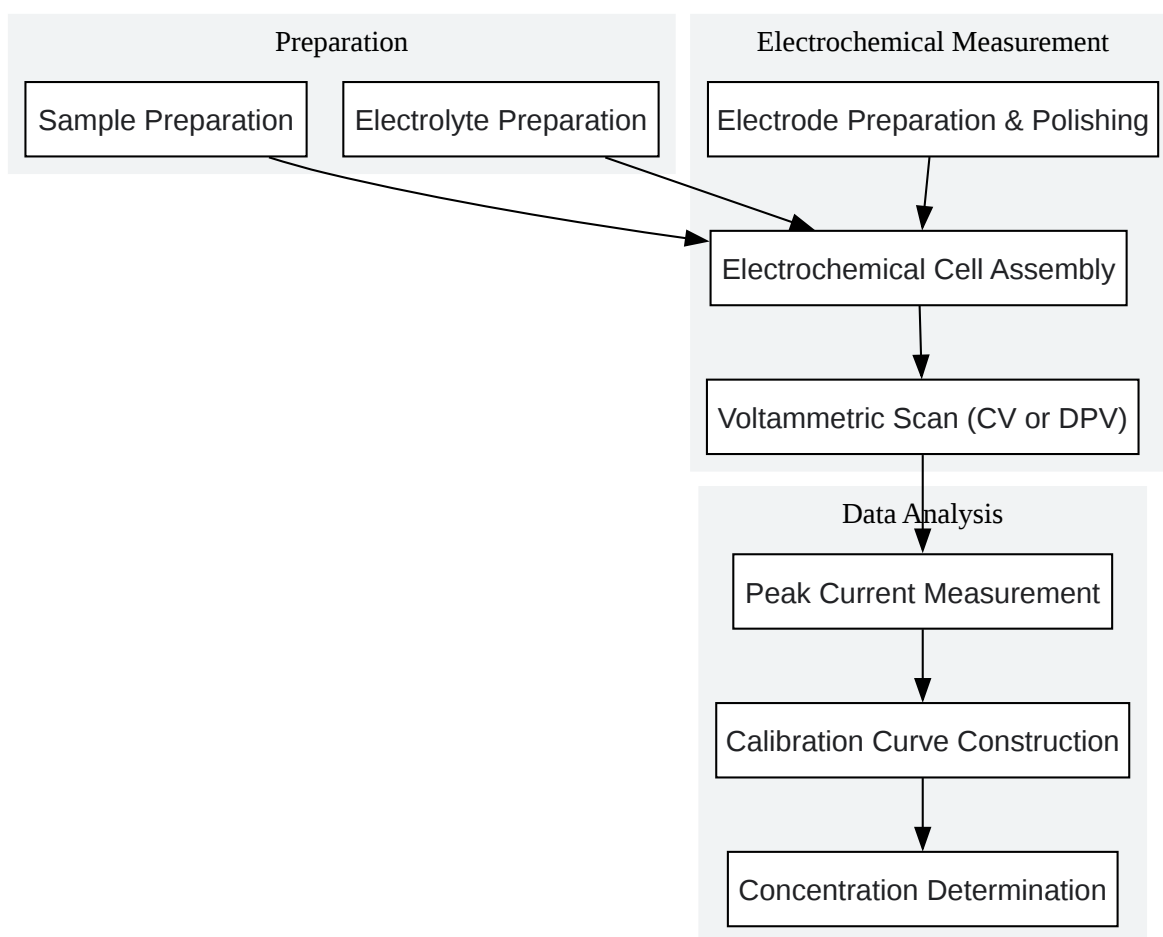 Preparation
Electrochemical Measurement
Sample Preparation
Electrolyte Preparation
Electrode Preparation & Polishing
Electrochemical Cell Assembly
Voltammetric Scan (CV or DPV)
Data Analysis
Peak Current Measurement
Calibration Curve Construction
Concentration Determination